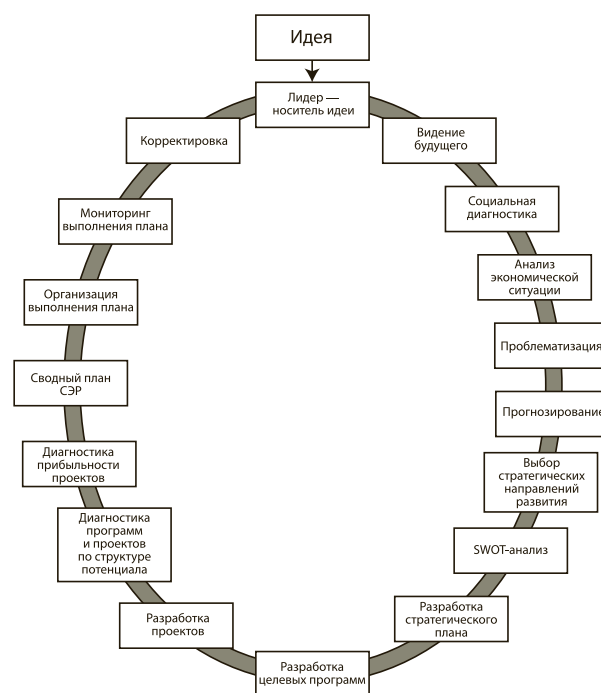 Идея
Лидер —
носитель идеи
Видение
будущего
Социальная
диагностика
Анализ
экономической
ситуации
Проблематизация
Прогнозирование
Выбор
стратегических
направлений
развития
SWOT-анализ
Разработка
стратегического
плана
Разработка
целевых программ
Разработка
проектов
Диагностика
программ
и проектов
по структуре
потенциала
Диагностика
прибыльности
проектов
Сводный план
СЭР
Организация
выполнения плана
Мониторинг
выполнения плана
Корректировка